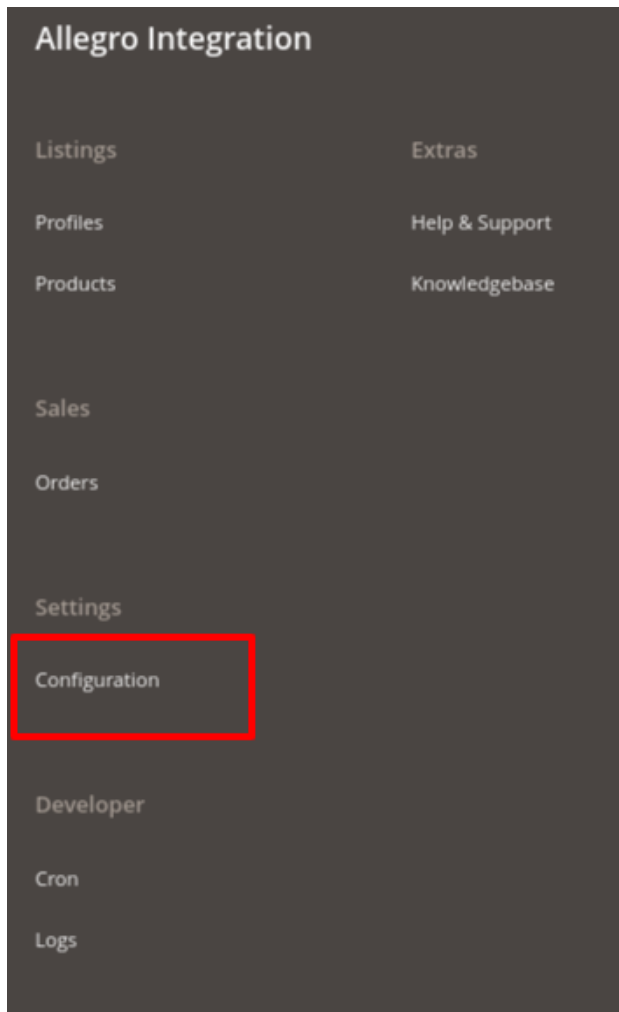 Allegro Integration
Listings
Profiles
Products
Sales
Orders
Settings
Configuration
Developer
Cron
Logs
Extras
Help & Support
Knowledgebase